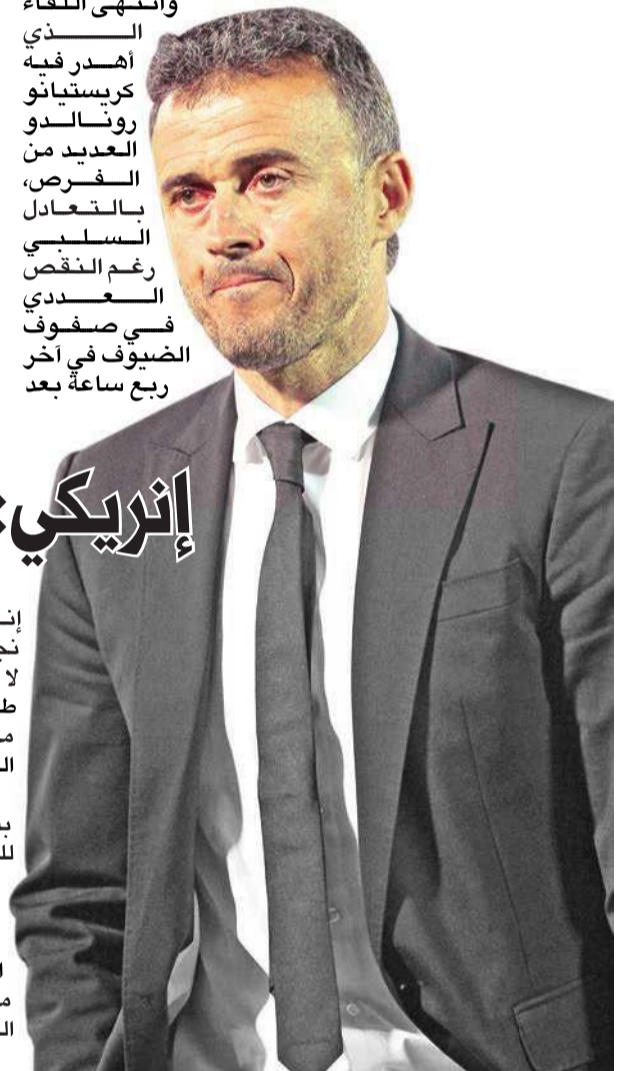 وانتهى اللقاء
الذي
أهدر فيه
كريستيانو
رونالدو
العديد من
الفرص،
بالتعادل
السلبي
رغم النقص
العددي
في صفوف
الضيوف في آخر
ربع ساعة بعد
إنريكي:
لا